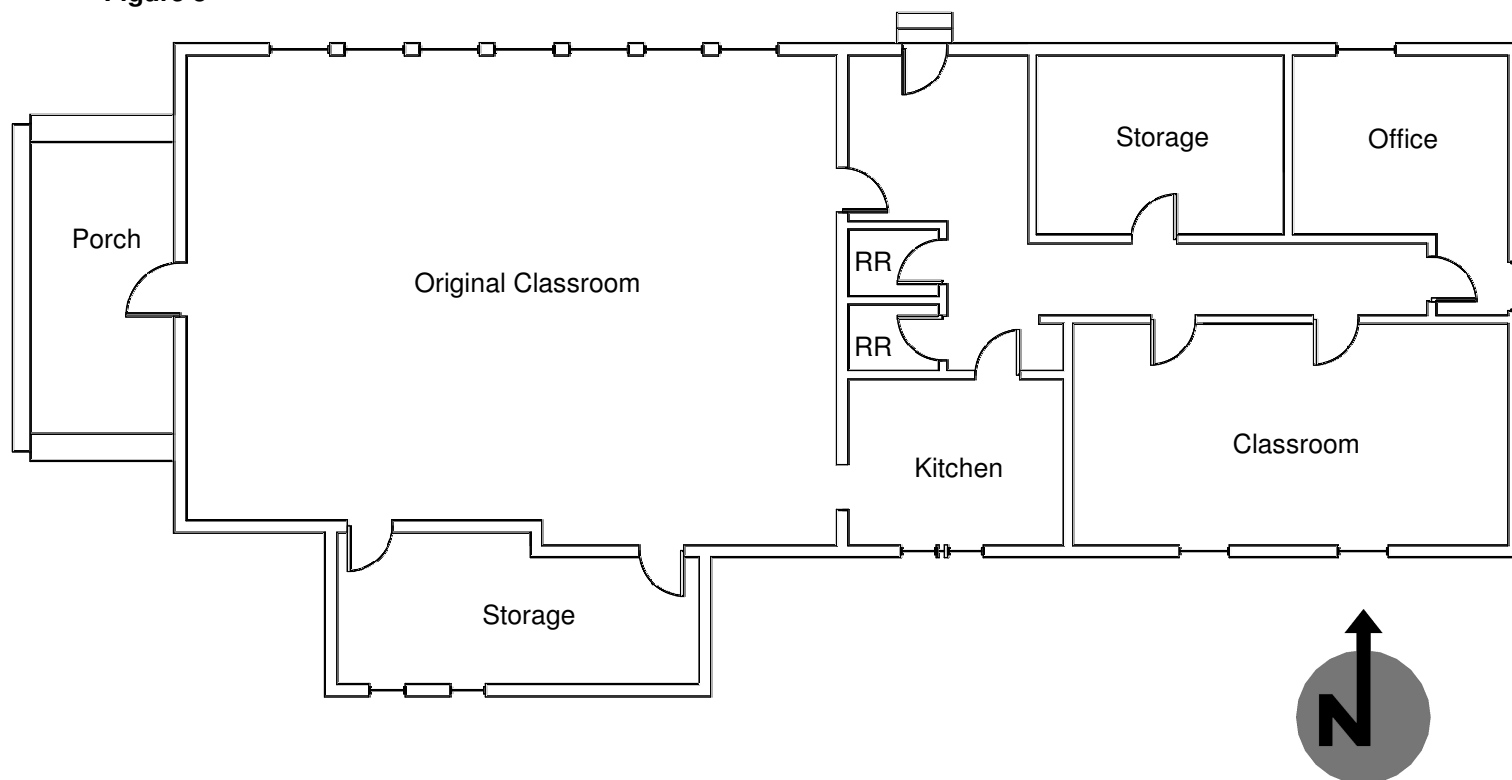 Storage
Office
Porch
RR
Original Classroom
RR
Classroom
Kitchen
Storage
N